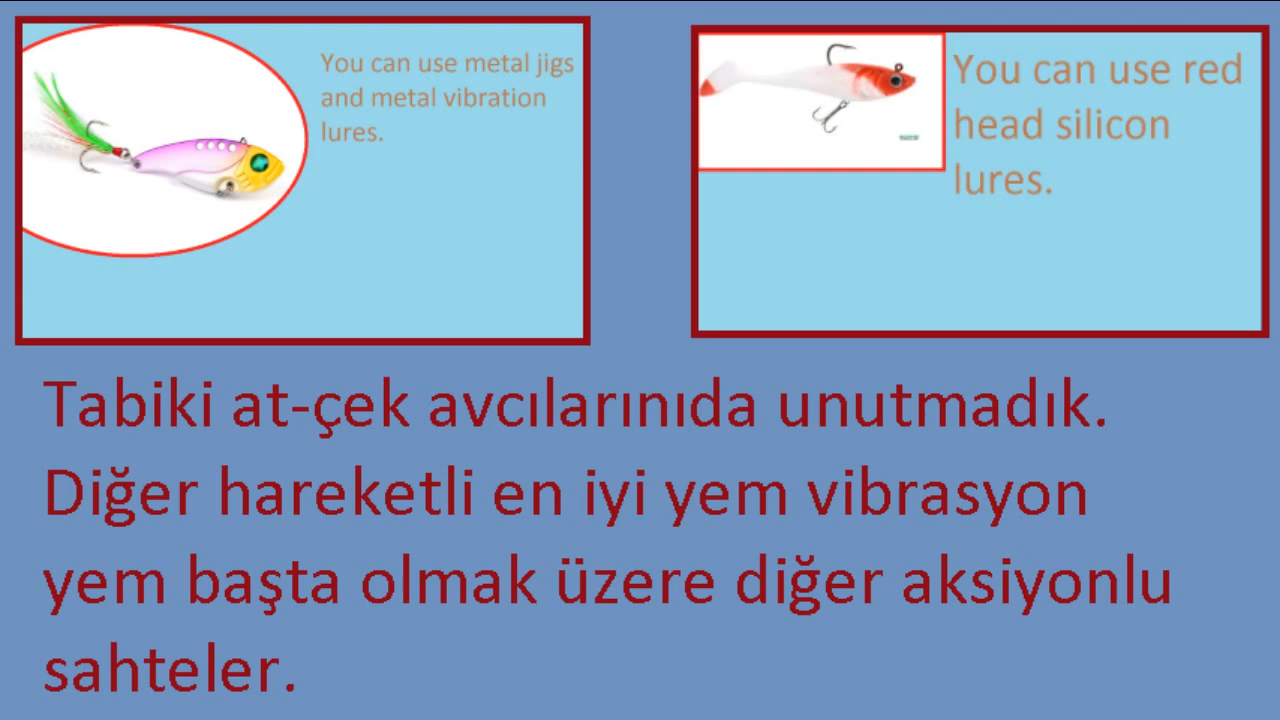 You can use metal jigs
and metal vibration
lures.
You can use red
head silicon
lures.
Tabiki at-çek avcılarınıda unutmadık.
Diğer hareketli en iyi yem vibrasyon
yem başta olmak üzere diğer aksiyonlu
sahteler.